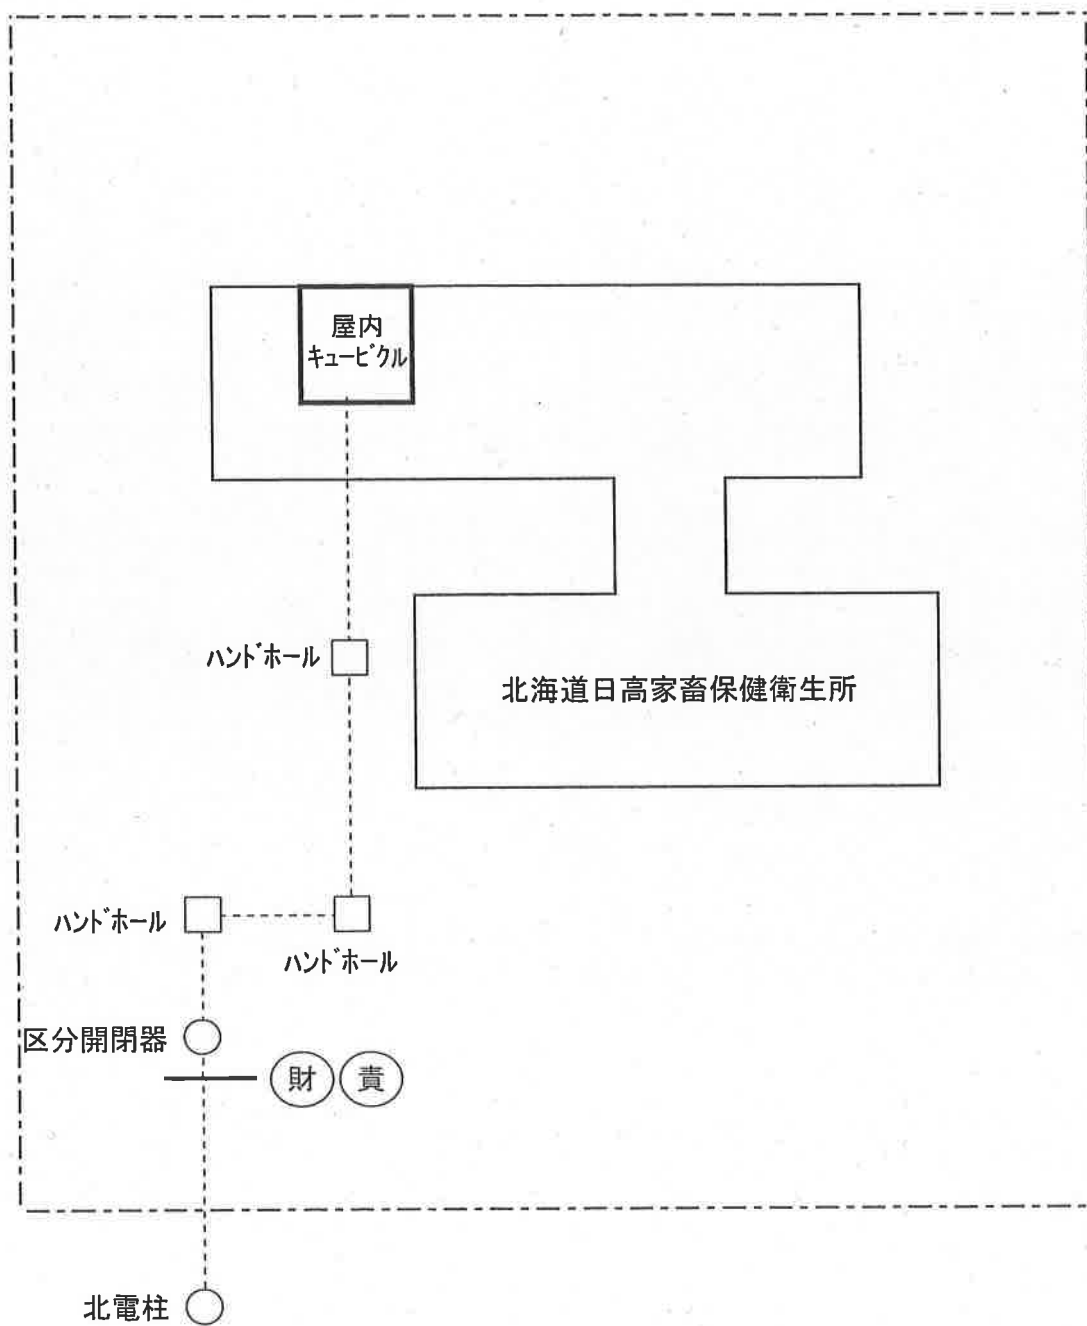 屋内
キュービクル
ハンドホール
北海道日高家畜保健衛生所
ハンドホール
ハンドホール
区分開閉器
財 責
北電柱